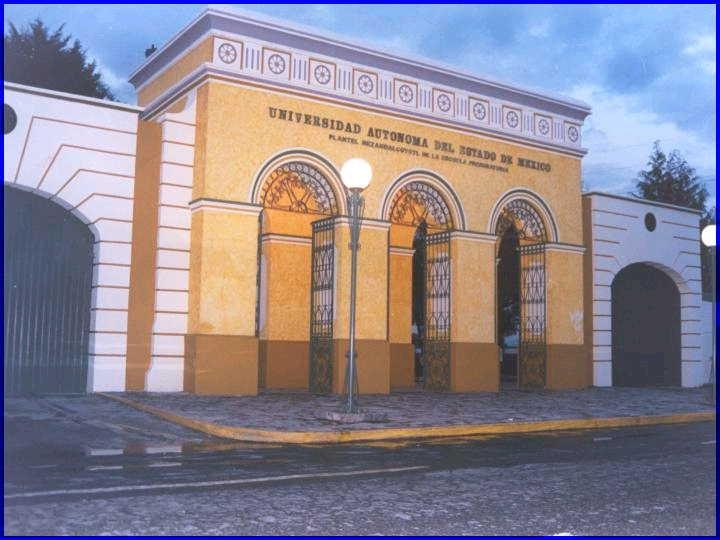 UNIVERSIDAD AUTONOMA DEL ESTADO DE MEXICO
PLANTEL NEZAHUALCOYOTL DE LA ESCUELA PREPARATORIA